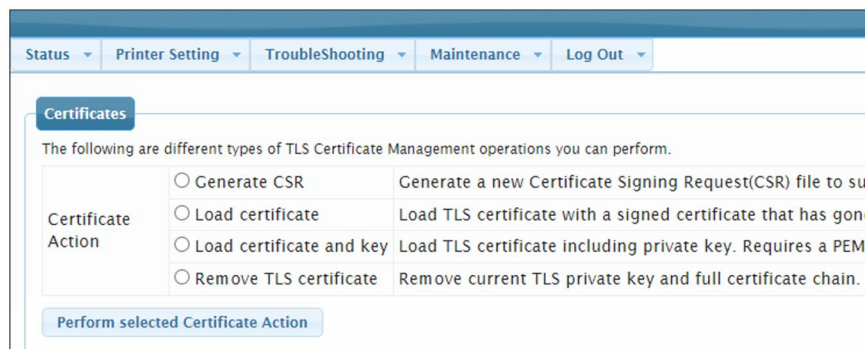 Status Printer Setting TroubleShooting Maintenance Log Out
Certificates
The following are different types of TLS Certificate Management operations you can perform.
Certificate Action
Generate CSR Generate a new Certificate Signing Request(CSR) file to su
Load certificate Load TLS certificate with a signed certificate that has gon
Load certificate and key Load TLS certificate including private key. Requires a PEM
Remove TLS certificate Remove current TLS private key and full certificate chain.
Perform selected Certificate Action